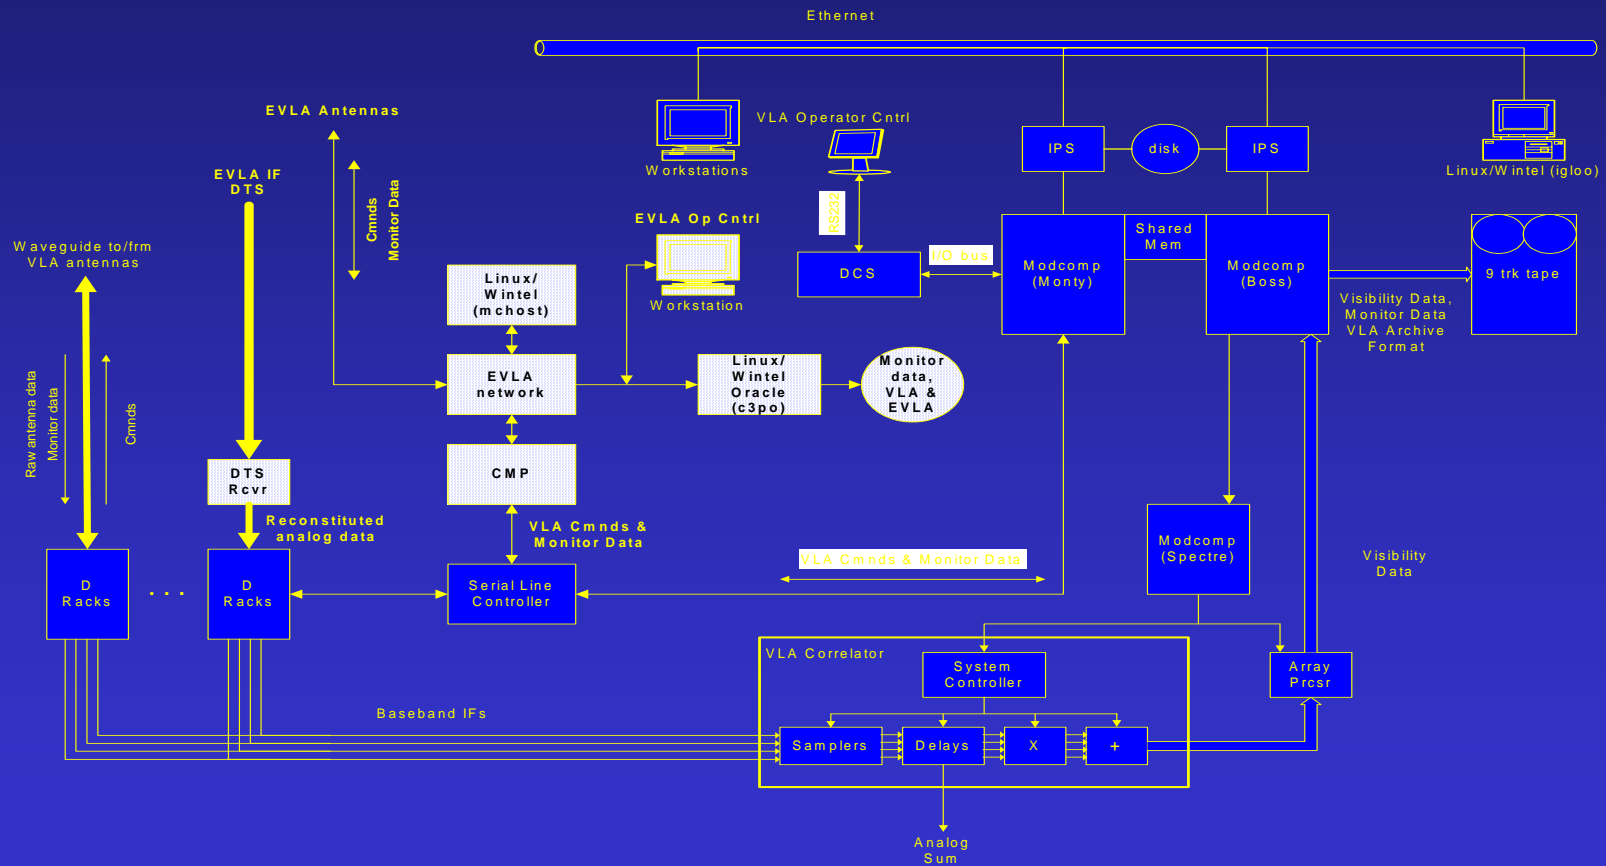 Ethernet
EVLA Antennas
VLA Operator Cntrl
IPS
disk
IPS
Workstations
Linux/Wintel (igloo)
EVLA IF
DTS
Cmnds
Monitor Data
RS232
EVLA Op Cntrl
Waveguide to/frm
VLA antennas
Shared
Mem
I/O bus
DCS
Modcomp
(Monty)
Modcomp
(Boss)
9 trk tape
Linux/
Wintel
(mchost)
Workstation
Visibility Data,
Monitor Data
VLA Archive
Format
EVLA
network
Linux/
Wintel
Oracle
(c3po)
Monitor
data,
VLA &
EVLA
Raw antenna data
Monitor data
Cmnds
DTS
Rcvr
CMP
Reconstituted
analog data
VLA Cmnds &
Monitor Data
Modcomp
(Spectre)
VLA Cmnds & Monitor Data
Visibility
Data
D
Racks
. . .
D
Racks
Serial Line
Controller
VLA Correlator
System
Controller
Array
Prcsr
Baseband IFs
Samplers
Delays
X
+
Analog
Sum